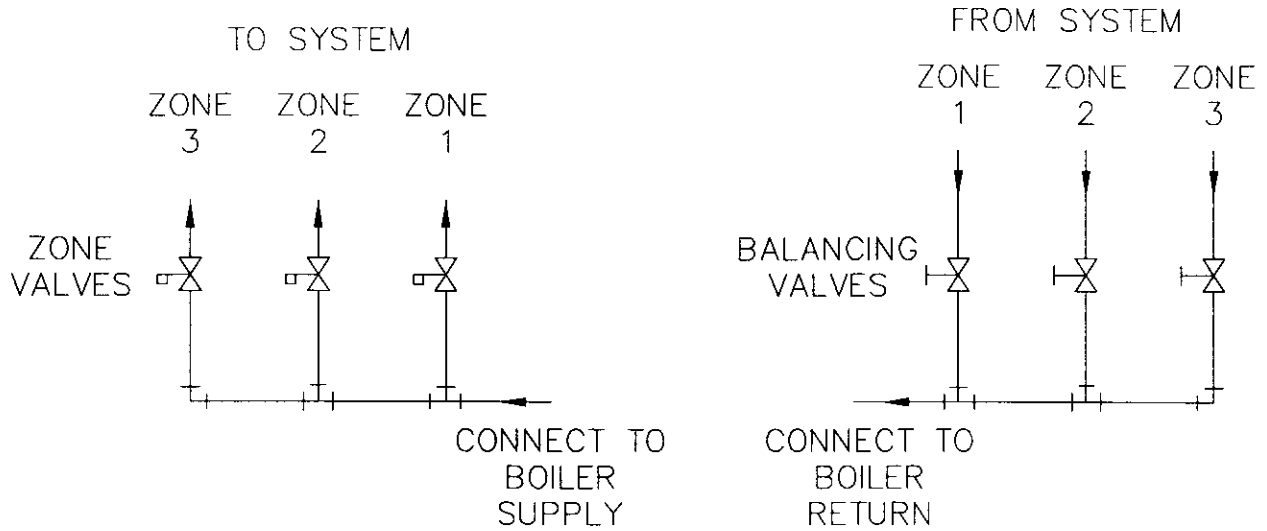 TO SYSTEM
ZONE 3
ZONE 2
ZONE 1
ZONE
VALVES
CONNECT TO
BOILER
SUPPLY
FROM SYSTEM
ZONE 1
ZONE 2
ZONE 3
BALANCING
VALVES
CONNECT TO
BOILER
RETURN